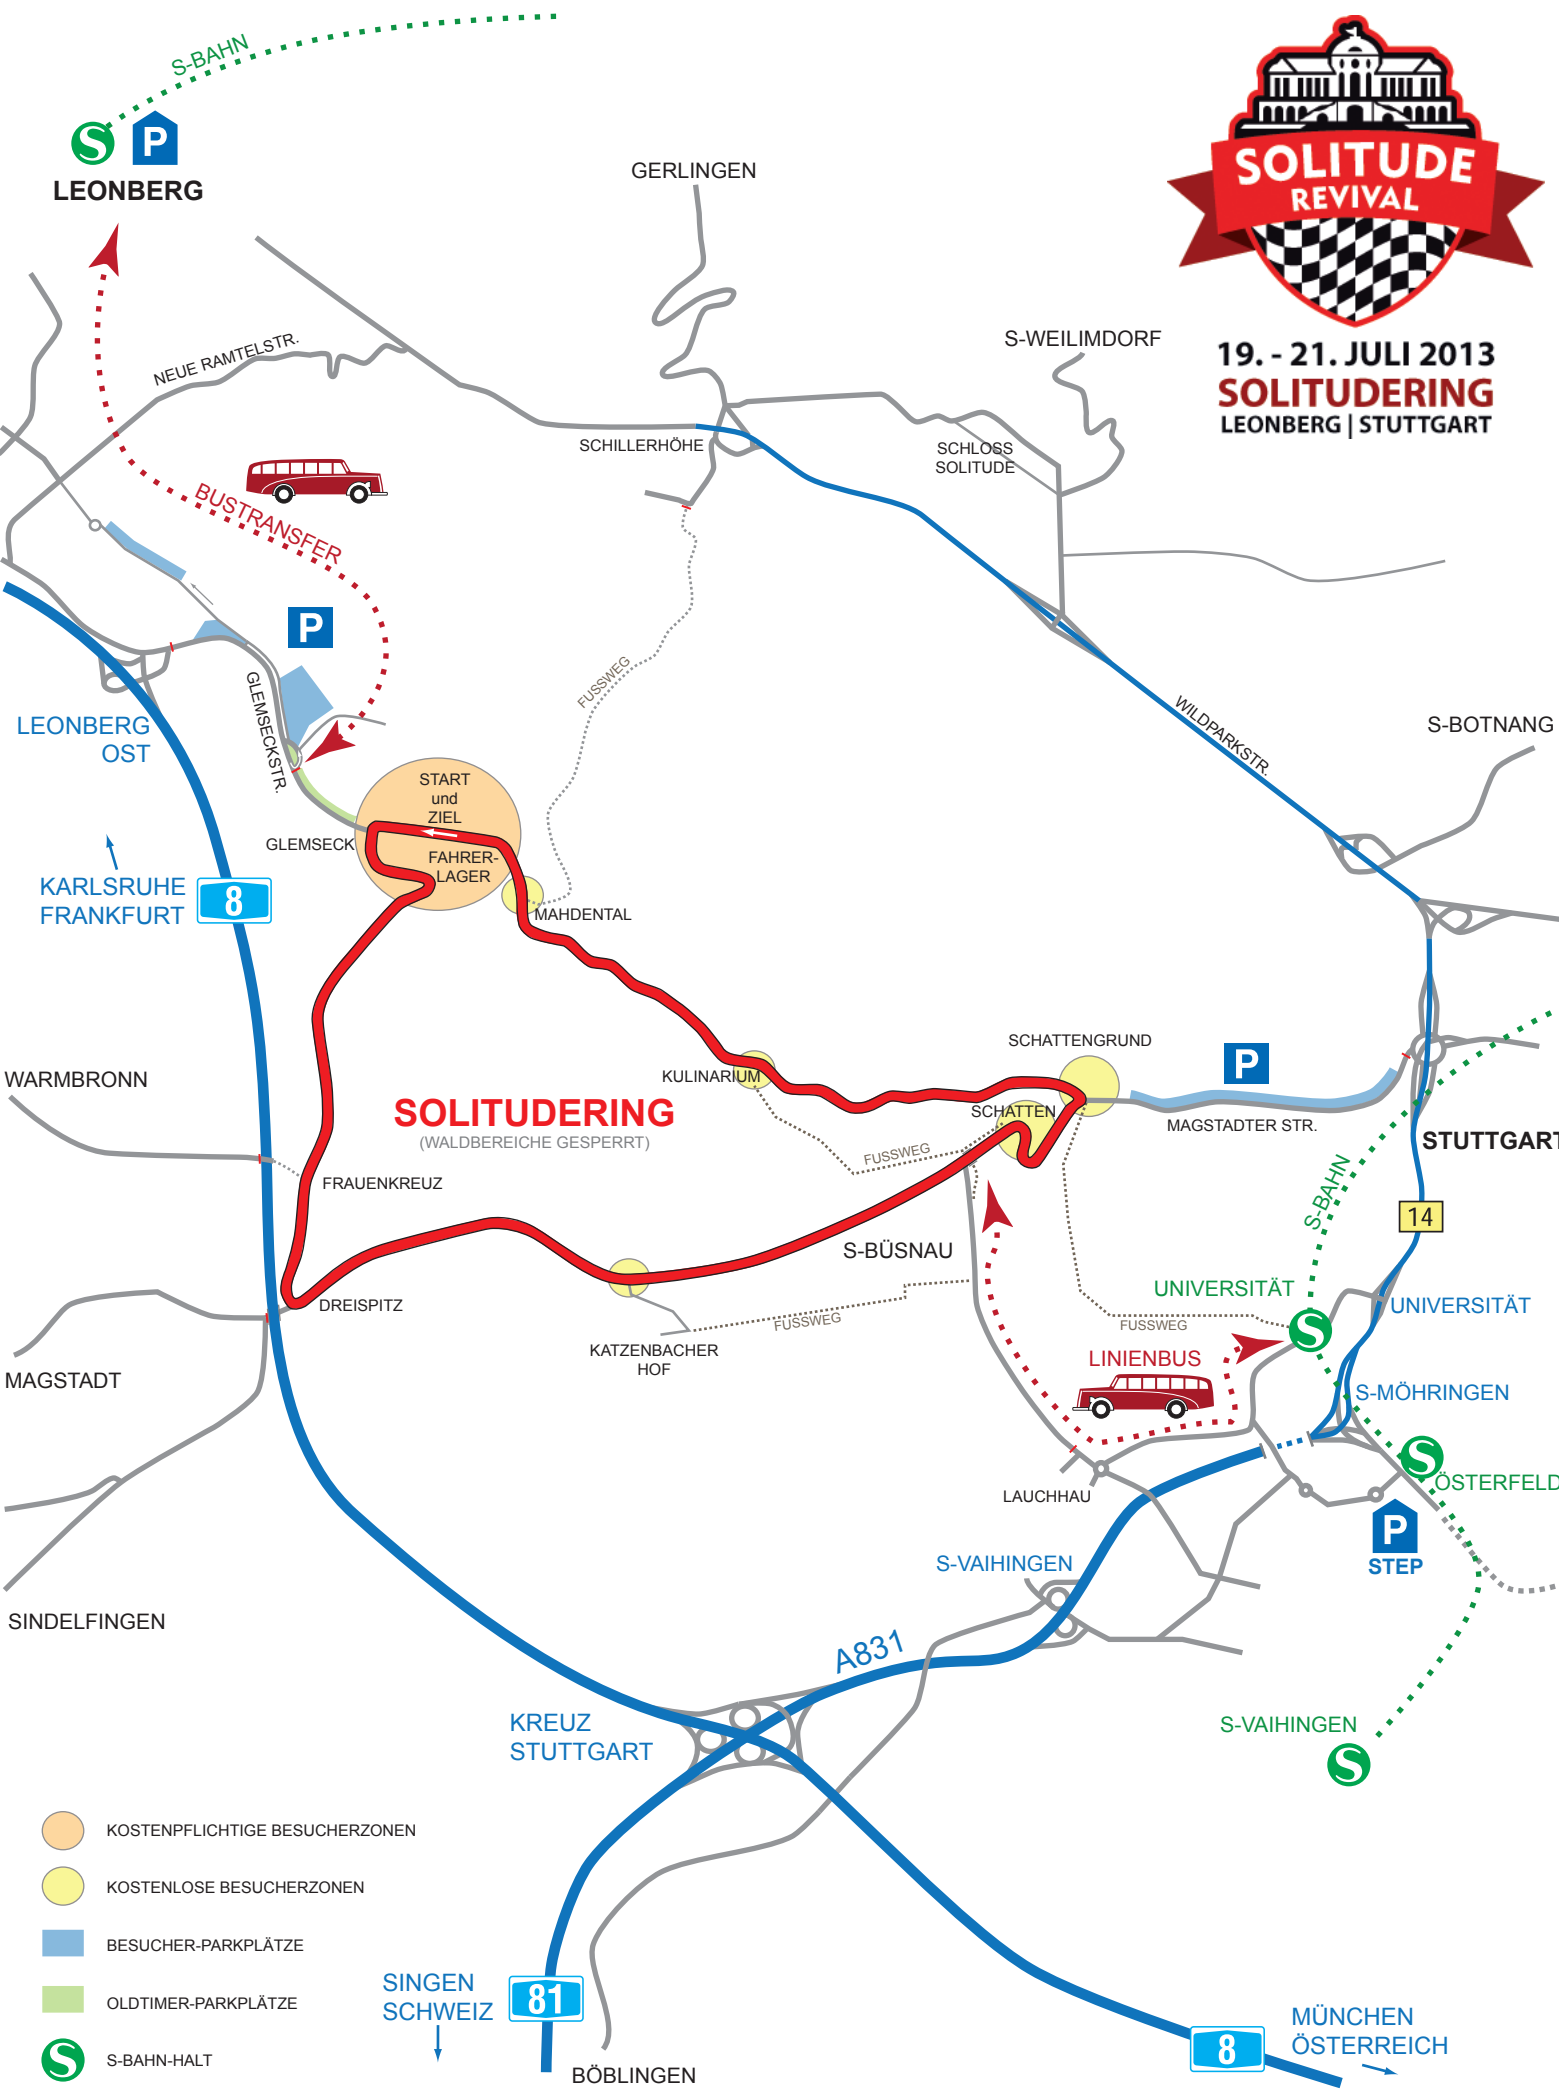 S-BAHN
S
P
LEONBERG
GERLINGEN
SOLITUDE
REVIVAL
19. - 21. JULI 2013
SOLITUDERING
LEONBERG | STUTTGART
S-WEILIMDORF
NEUE RAMTELSTR.
SCHILLERHÖHE
SCHLOSS
SOLITUDE
BUSTRANSFER
P
FUSSWEG
GLEMSECKSTR.
LEONBERG
OST
WILDPARKSTR.
S-BOTNANG
START
und
ZIEL
GLEMSECK
FAHRER-
LAGER
KARLSRUHE
FRANKFURT
8
MAHDENTAL
SCHATTENGRUND
P
WARMBRONN
KULINARIUM
SOLITUDERING
(WALDBEREICHE GESPERRT)
SCHATTEN
MAGSTADTER STR.
STUTTGART
FUSSWEG
FRAUENKREUZ
S-BAHN
14
S-BÜSNAU
UNIVERSITÄT
S
UNIVERSITÄT
DREISPITZ
FUSSWEG
FUSSWEG
KATZENBACHER
HOF
LINIENBUS
MAGSTADT
S-MÖHRINGEN
S
ÖSTERFELD
LAUCHHAU
P
STEP
S-VAIHINGEN
SINDELFINGEN
A831
KREUZ
STUTTGART
S-VAIHINGEN
S
KOSTENPFLICHTIGE BESUCHERZONEN
KOSTENLOSE BESUCHERZONEN
BESUCHER-PARKPLÄTZE
OLDTIMER-PARKPLÄTZE
S
S-BAHN-HALT
SINGEN
SCHWEIZ
81
BÖBLINGEN
8
MÜNCHEN
ÖSTERREICH